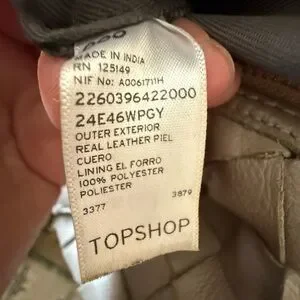 MADE IN INDIA
RN 125149
NIF No: A0061711H
2260396422000
24E46WPGY
OUTER EXTERIOR
REAL LEATHER PIEL
CUERO
LINING EL FORRO
100% POLYESTER
POLIESTER
3377 3879
TOPSHOP